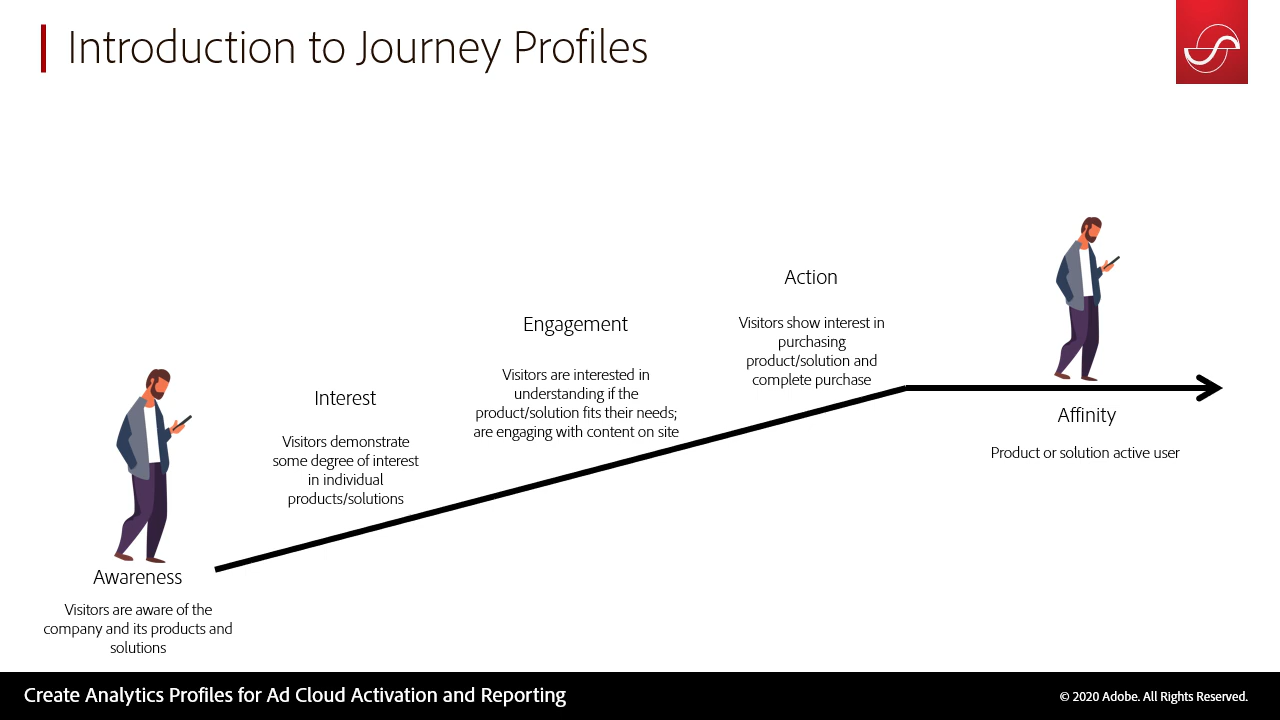 Introduction to Journey Profiles
Awareness
Visitors are aware of the
company and its products and
solutions
Interest
Visitors demonstrate
some degree of interest
in individual
products/solutions
Engagement
Visitors are interested in
understanding if the
product/solution fits their needs;
are engaging with content on site
Action
Visitors show interest in
purchasing
product/solution and
complete purchase
Affinity
Product or solution active user
Create Analytics Profiles for Ad Cloud Activation and Reporting
© 2020 Adobe. All Rights Reserved.